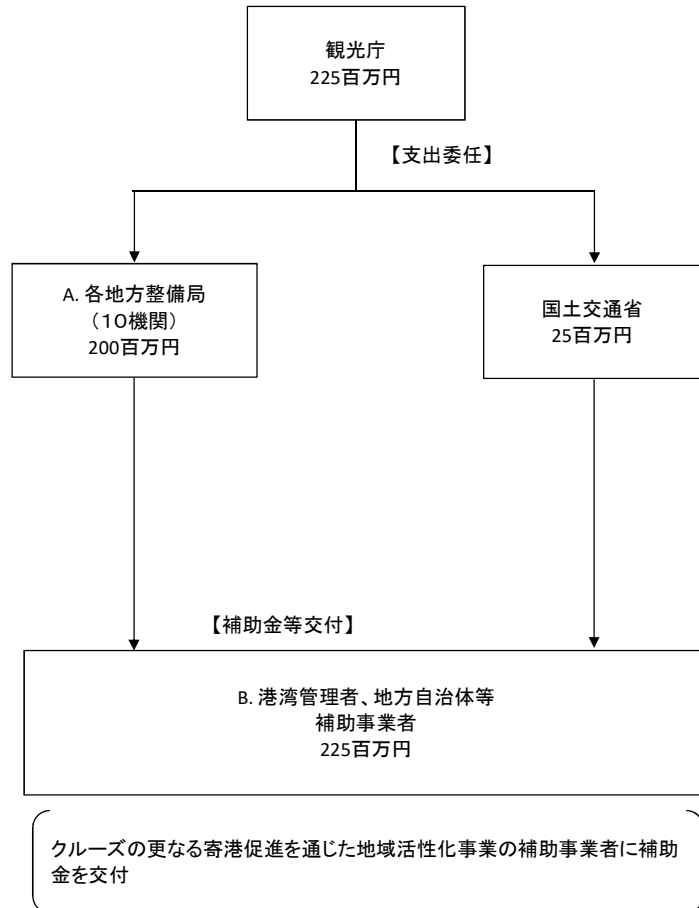 観光庁
225百万円
【支出委任】
A. 各地方整備局
（10機関）
200百万円
国土交通省
25百万円
【補助金等交付】
B. 港湾管理者、地方自治体等
補助事業者
225百万円
クルーズの更なる寄港促進を通じた地域活性化事業の補助事業者に補助
金を交付